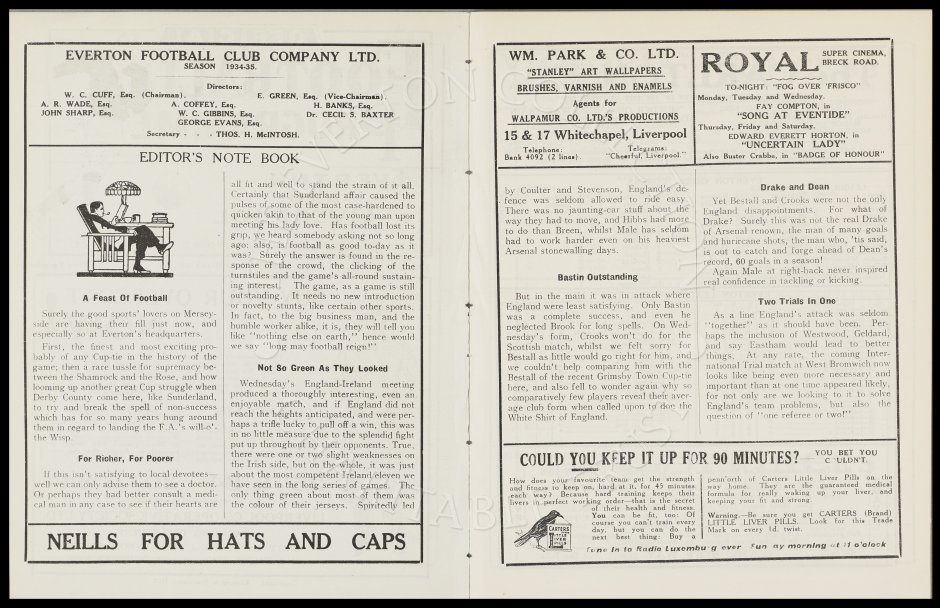 EVERTON FOOTBALL CLUB COMPANY LTD.
SEASON 1934-35.
Directors:
W. C. CUFF, Esq. (Chairman). E. GREEN, Esq. (Vice-Chairman).
A. R. WADE, Esq. A. COFFEY, Esq. H. BANKS, Esq.
JOHN SHARP, Esq. W. C. GIBBINS, Esq. Dr. CECIL S. BAXTER
GEORGE EVANS, Esq.
Secretary - - - THOS. H. McINTOSH.
EDITOR'S NOTE BOOK
A Feast Of Football
Surely the good sports' lovers on Mersey-
side are having their fill just now, and
especially so at Everton's headquarters.
First, the finest and most exciting pro-
bably of any Cup-tie in the history of the
game; then a rare tussle for supremacy be-
tween the Shamrock and the Rose, and how
looming up another great Cup struggle when
Derby County come here, like Sunderland,
to try and break the spell of non-success
which has for so many years hung around
them in regard to landing the F.A.'s will-o'-
the Wisp.
For Richer, For Poorer
If this isn't satisfying to local devotees—
well we can only advise them to see a doctor.
Or perhaps they had better consult a medi-
cal man in any case to see if their hearts are
all fit and well to stand the strain of it all.
Certainly that Sunderland affair caused the
pulses of some of the most case-hardened to
quicken akin to that of the young man upon
meeting his lady love. Has football lost its
grip, we heard somebody asking not so long
ago: also, is football as good to-day as it
was? Surely the answer is found in the re-
sponse of the crowd, the clicking of the
turnstiles and the game's all-round sustain-
ing interest. The game, as a game is still
outstanding. It needs no new introduction
or novelty stunts, like certain other sports.
In fact, to the big business man, and the
humble worker alike, it is, they will tell you
like "nothing else on earth," hence would
we say "long may football reign!"
Not So Green As They Looked
Wednesday's England-Ireland meeting
produced a thoroughly interesting, even an
enjoyable match, and if England did not
reach the heights anticipated, and were per-
haps a trifle lucky to pull off a win, this was
in no little measure due to the splendid fight
put up throughout by their opponents. True,
there were one or two slight weaknesses on
the Irish side, but on the whole, it was just
about the most competent Ireland eleven we
have seen in the long series of games. The
only thing green about most of them was
the colour of their jerseys. Spiritedly led
NEILLS FOR HATS AND CAPS
WM. PARK & CO. LTD.
"STANLEY" ART WALLPAPERS
BRUSHES, VARNISH AND ENAMELS
Agents for
WALPAMUR CO. LTD.'S PRODUCTIONS
15 & 17 Whitechapel, Liverpool
Telephone: Telegrams:
Bank 4092 (2 lines). "Cheerful, Liverpool."
ROYAL SUPER CINEMA,
BRECK ROAD.
TO-NIGHT: "FOG OVER 'FRISCO"
Monday, Tuesday and Wednesday.
FAY COMPTON, in
"SONG AT EVENTIDE"
Thursday, Friday and Saturday.
EDWARD EVERETT HORTON, in
"UNCERTAIN LADY"
Also Buster Crabbe, in "BADGE OF HONOUR"
by Coulter and Stevenson, England's de-
fence was seldom allowed to ride easy.
There was no jaunting-car stuff about the
way they had to move, and Hibbs had more
to do than Breen, whilst Male has seldom
had to work harder even on his heaviest
Arsenal stonewalling days.
Bastin Outstanding
But in the main it was in attack where
England were least satisfying. Only Bastin
was a complete success, and even he
neglected Brook for long spells. On Wed-
nesday's form, Crooks won't do for the
Scottish match, whilst we felt sorry for
Bestall as little would go right for him, and
we couldn't help comparing him with the
Bestall of the recent Grimsby Town Cup-tie
here, and also fell to wonder again why so
comparatively few players reveal their aver-
age club form when called upon to don the
White Shirt of England.
Drake and Dean
Yet Bestall and Crooks were not the only
England disappointments. For what of
Drake? Surely this was not the real Drake
of Arsenal renown, the man of many goals
and hurricane shots, the man who, 'tis said,
is out to catch and forge ahead of Dean's
record, 60 goals in a season!
Again Male at right-back never inspired
real confidence in tackling or kicking.
Two Trials In One
As a line England's attack was seldom
"together" as it should have been. Per-
haps the inclusion of Westwood, Geldard,
and say Eastham would lead to better
things. At any rate, the coming Inter-
national Trial match at West Bromwich now
looks like being even more necessary and
important than at one time appeared likely,
for not only are we looking to it to solve
England's team problems, but also the
question of "one referee or two!"
COULD YOU KEEP IT UP FOR 90 MINUTES? YOU BET YOU
C'ULDN'T.
How does your favourite team get the strength
and fitness to keep on, hard at it, for 45 minutes
each way? Because hard training keeps their
livers in perfect working order—that is the secret
of their health and fitness.
You can be fit, too! Of
course you can't train every
day, but you can do the
next best thing: Buy a
CARTERS
LITTLE
LIVER
PILLS
penn'orth of Carters Little Liver Pills on the
way home. They are the guaranteed medical
formula for really waking up your liver, and
keeping you fit and strong.
Warning.—Be sure you get CARTERS (Brand)
LITTLE LIVER PILLS. Look for this Trade
Mark on every 1d. twist.
Tune in to Radio Luxemburg every Sunday morning at 11 o'clock